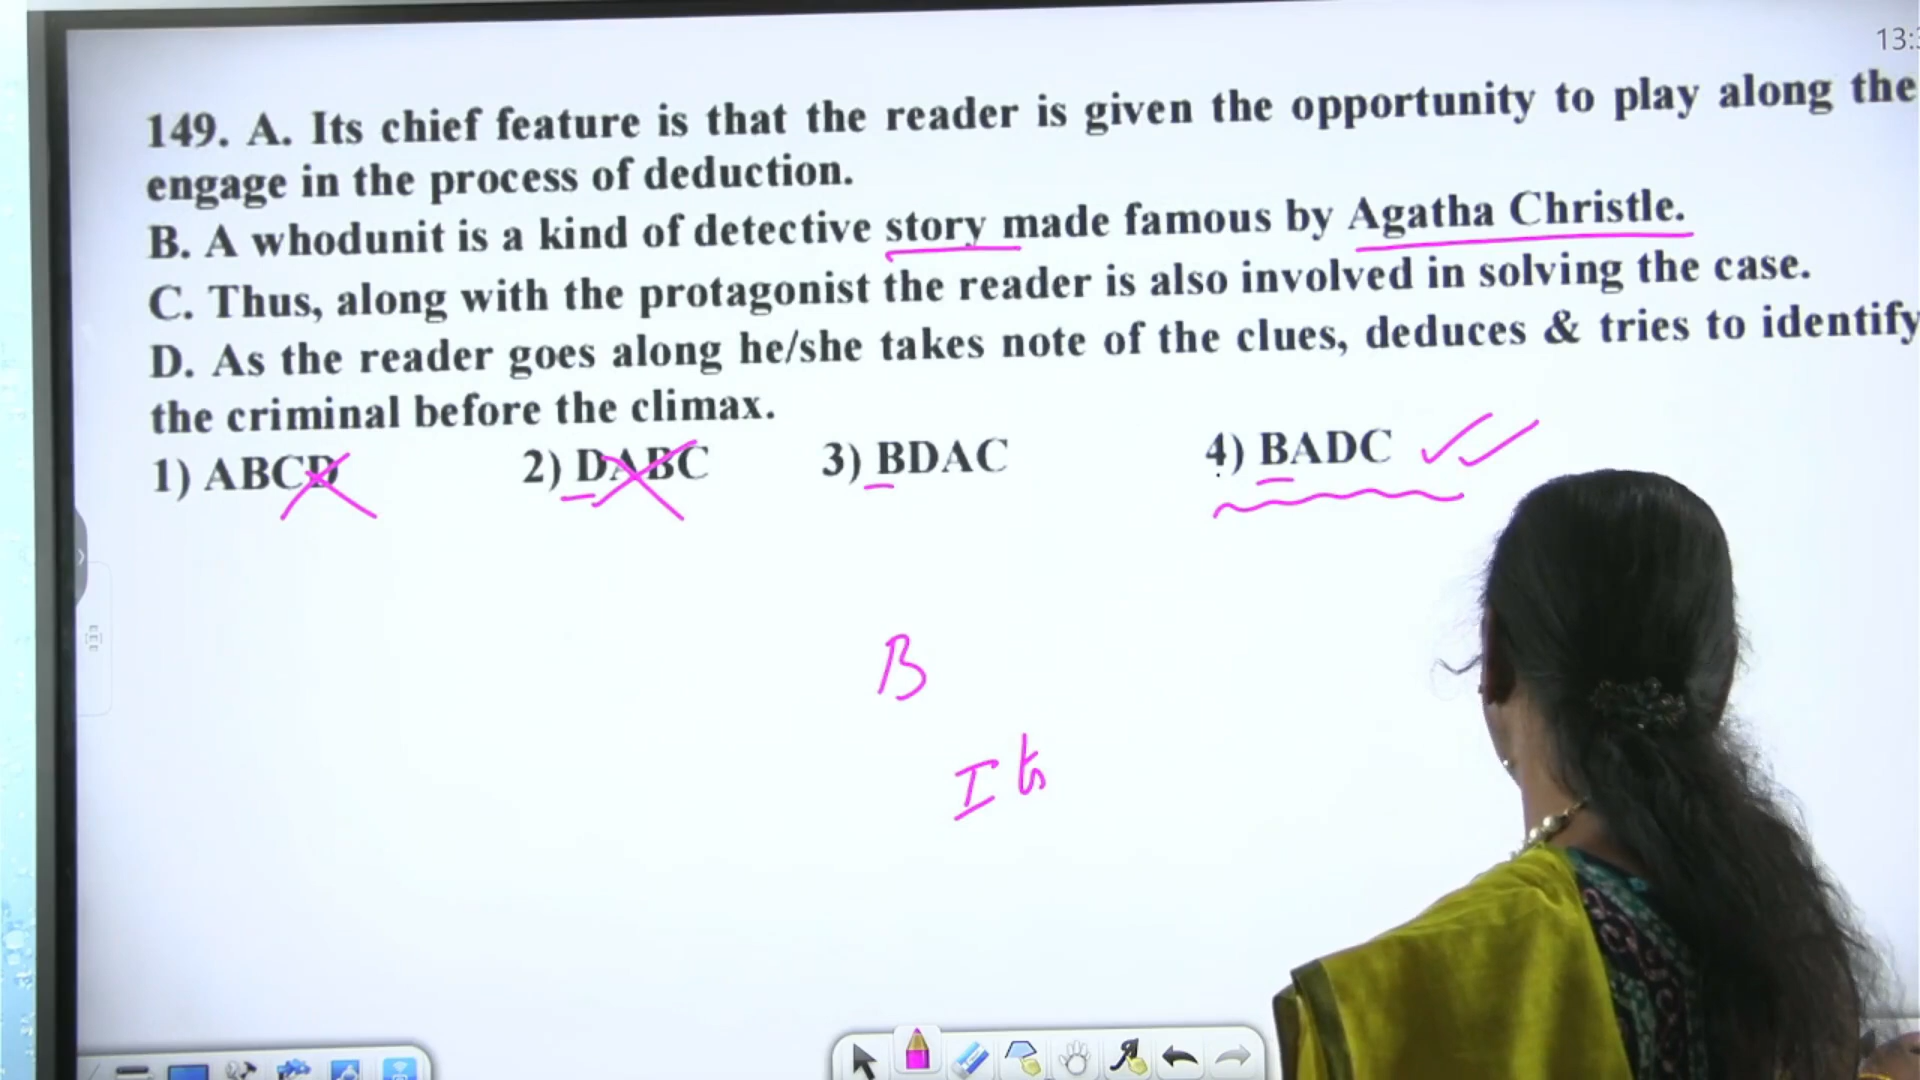 13:
149. A. Its chief feature is that the reader is given the opportunity to play along the
engage in the process of deduction.
B. A whodunit is a kind of detective story made famous by Agatha Christle.
C. Thus, along with the protagonist the reader is also involved in solving the case.
D. As the reader goes along he/she takes note of the clues, deduces & tries to identify
the criminal before the climax.
1) ABCD 2) DABC 3) BDAC 4) BADC
B
Its